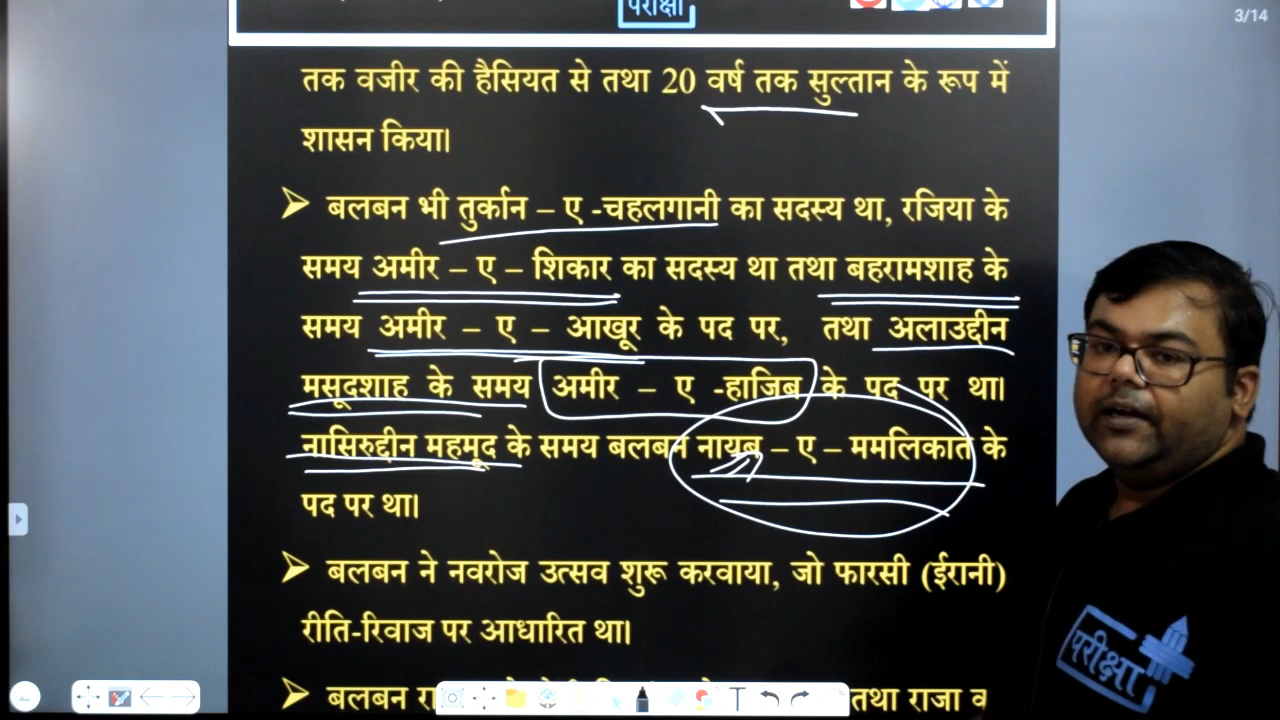 परीक्षा
3/14
तक वजीर की हैसियत से तथा 20 वर्ष तक सुल्तान के रूप में
शासन किया।
➢ बलबन भी तुर्कान – ए -चहलगानी का सदस्य था, रजिया के
समय अमीर – ए – शिकार का सदस्य था तथा बहरामशाह के
समय अमीर – ए – आखूर के पद पर, तथा अलाउद्दीन
मसूदशाह के समय अमीर – ए -हाजिब के पद पर था।
नासिरुद्दीन महमूद के समय बलबन नायब – ए – ममलिकात के
पद पर था।
➢ बलबन ने नवरोज उत्सव शुरू करवाया, जो फारसी (ईरानी)
रीति-रिवाज पर आधारित था।
➢ बलबन तथा राजा
परीक्षा